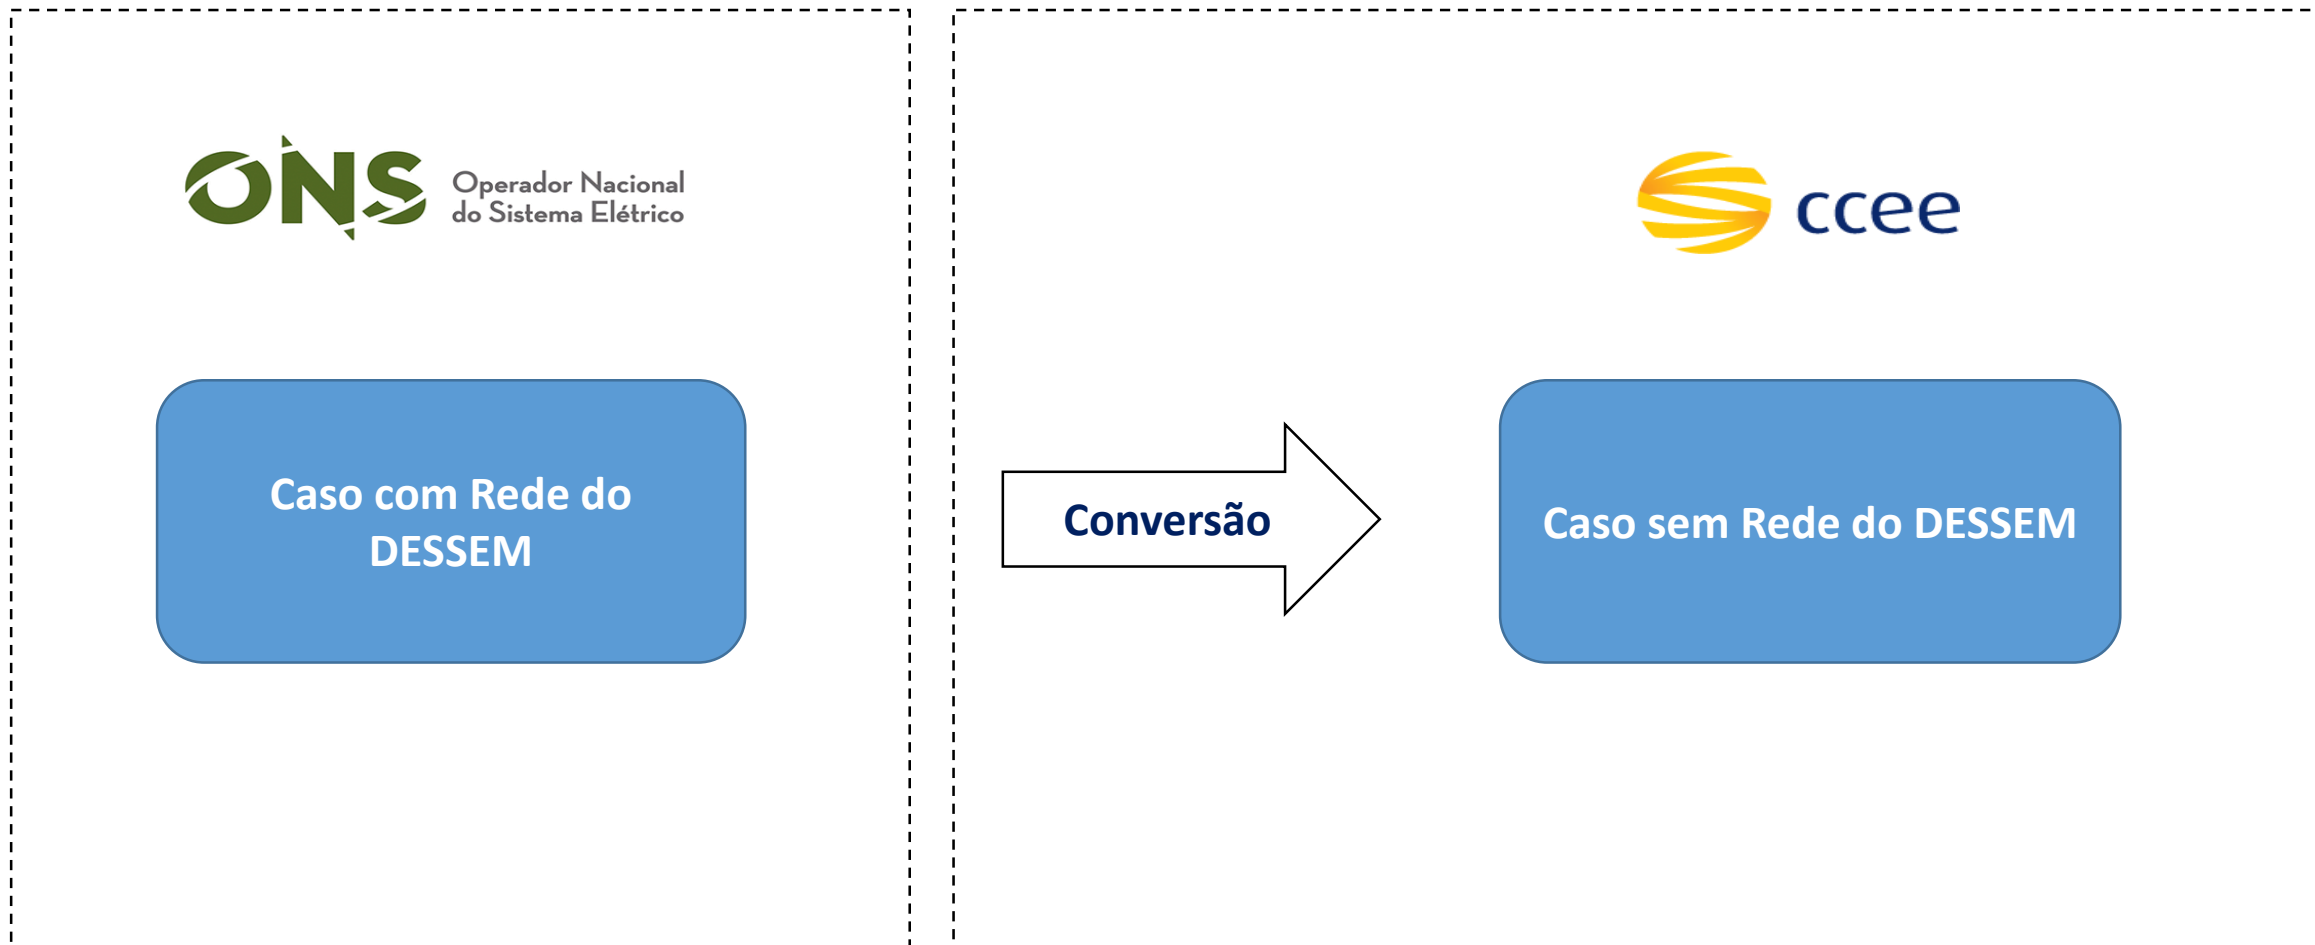 ONS
Operador Nacional
do Sistema Elétrico
ccee
Caso com Rede do
DESSEM
Conversão
Caso sem Rede do DESSEM